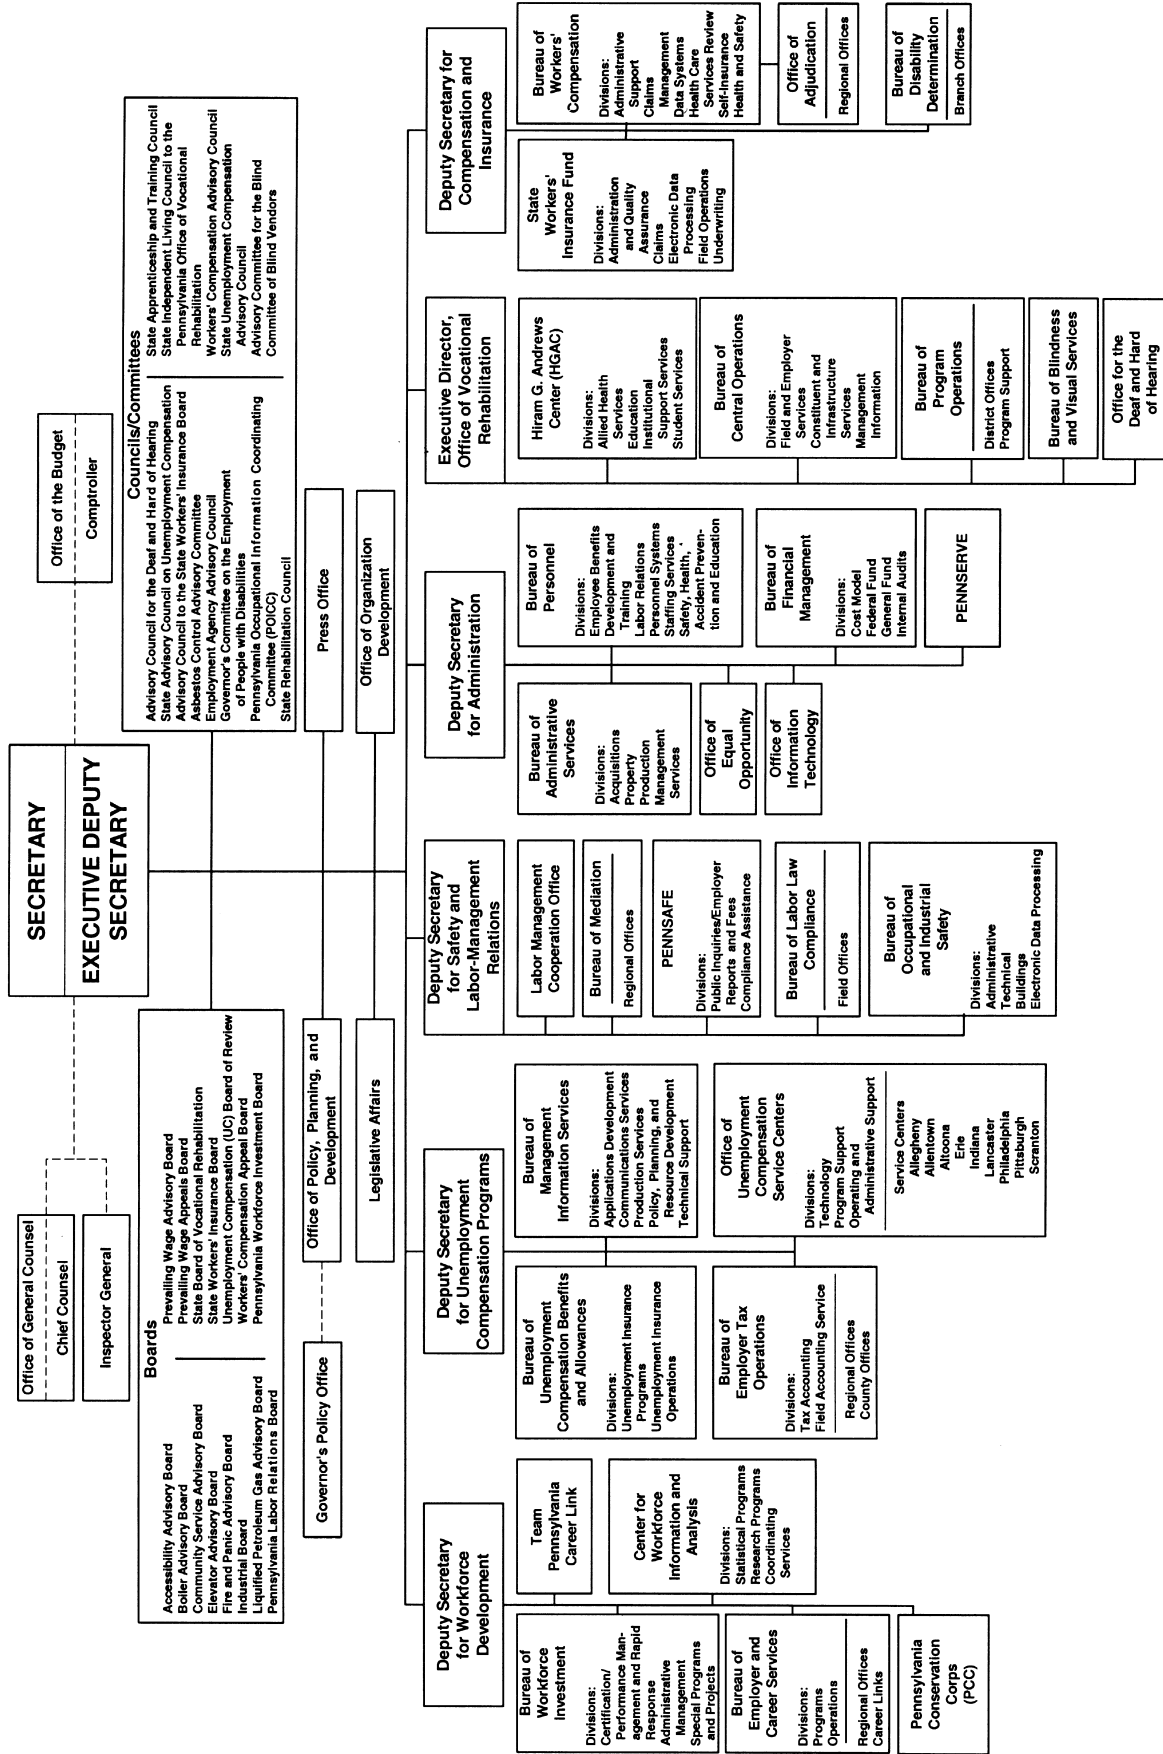 SECRETARY
EXECUTIVE DEPUTY
SECRETARY
Office of General Counsel
Chief Counsel
Inspector General
Office of the Budget
Comptroller
Boards
Accessibility Advisory Board
Boiler Advisory Board
Community Service Advisory Board
Elevator Advisory Board
Fire and Panic Advisory Board
Industrial Board
Liquified Petroleum Gas Advisory Board
Pennsylvania Labor Relations Board
Prevailing Wage Advisory Board
Prevailing Wage Appeals Board
State Board of Vocational Rehabilitation
State Workers' Insurance Board
Unemployment Compensation (UC) Board of Review
Workers' Compensation Appeal Board
Pennsylvania Workforce Investment Board
Councils/Committees
Advisory Council for the Deaf and Hard of Hearing
State Advisory Council on Unemployment Compensation
Advisory Council to the State Workers' Insurance Board
Asbestos Control Advisory Committee
Employment Agency Advisory Council
Governor's Committee on the Employment
of People with Disabilities
Pennsylvania Occupational Information Coordinating
Committee (POICC)
State Rehabilitation Council
State Apprenticeship and Training Council
State Independent Living Council to the
Pennsylvania Office of Vocational
Rehabilitation
Workers' Compensation Advisory Council
State Unemployment Compensation
Advisory Council
Advisory Committee for the Blind
Committee of Blind Vendors
Governor's Policy Office
Office of Policy, Planning, and
Development
Press Office
Legislative Affairs
Office of Organization
Development
Deputy Secretary
for Workforce
Development
Bureau of
Workforce
Investment
Divisions:
Certification/
Performance Man-
agement and Rapid
Response
Administrative
Management
Special Programs
and Projects
Team
Pennsylvania
Career Link
Center for
Workforce
Information and
Analysis
Divisions:
Statistical Programs
Research Programs
Coordinating
Services
Bureau of
Employer and
Career Services
Divisions:
Programs
Operations
Regional Offices
Career Links
Pennsylvania
Conservation
Corps
(PCC)
Deputy Secretary
for Unemployment
Compensation Programs
Bureau of
Unemployment
Compensation Benefits
and Allowances
Divisions:
Unemployment Insurance
Programs
Unemployment Insurance
Operations
Bureau of
Management
Information Services
Divisions:
Applications Development
Communications Services
Production Services
Policy, Planning, and
Resource Development
Technical Support
Bureau of
Employer Tax
Operations
Divisions:
Tax Accounting
Field Accounting Service
Regional Offices
County Offices
Office of
Unemployment
Compensation
Service Centers
Divisions:
Technology
Program Support
Operating and
Administrative Support
Service Centers
Allegheny
Allentown
Altoona
Erie
Indiana
Lancaster
Philadelphia
Pittsburgh
Scranton
Deputy Secretary
for Safety and
Labor-Management
Relations
Labor Management
Cooperation Office
Bureau of Mediation
Regional Offices
PENNSAFE
Divisions:
Public Inquiries/Employer
Reports and Fees
Compliance Assistance
Bureau of Labor Law
Compliance
Field Offices
Bureau of
Occupational
and Industrial
Safety
Divisions:
Administrative
Technical
Buildings
Electronic Data Processing
Deputy Secretary
for Administration
Bureau of
Administrative
Services
Divisions:
Acquisitions
Property
Production
Management
Services
Office of
Equal
Opportunity
Office of
Information
Technology
Bureau of
Personnel
Divisions:
Employee Benefits
Development and
Training
Labor Relations
Personnel Systems
Staffing Services
Safety, Health,
Accident Preven-
tion and Education
Bureau of
Financial
Management
Divisions:
Cost Model
Federal Fund
General Fund
Internal Audits
PENNSERVE
Executive Director,
Office of Vocational
Rehabilitation
Hiram G. Andrews
Center (HGAC)
Divisions:
Allied Health
Services
Education
Institutional
Support Services
Student Services
Bureau of
Central Operations
Divisions:
Field and Employer
Services
Constituent and
Infrastructure
Services
Management
Information
Bureau of
Program
Operations
District Offices
Program Support
Bureau of Blindness
and Visual Services
Office for the
Deaf and Hard
of Hearing
Deputy Secretary for
Compensation and
Insurance
State
Workers'
Insurance Fund
Divisions:
Administration
and Quality
Assurance
Claims
Electronic Data
Processing
Field Operations
Underwriting
Bureau of
Workers'
Compensation
Divisions:
Administrative
Support
Claims
Management
Data Systems
Health Care
Services Review
Self-Insurance
Health and Safety
Office of
Adjudication
Regional Offices
Bureau of
Disability
Determination
Branch Offices